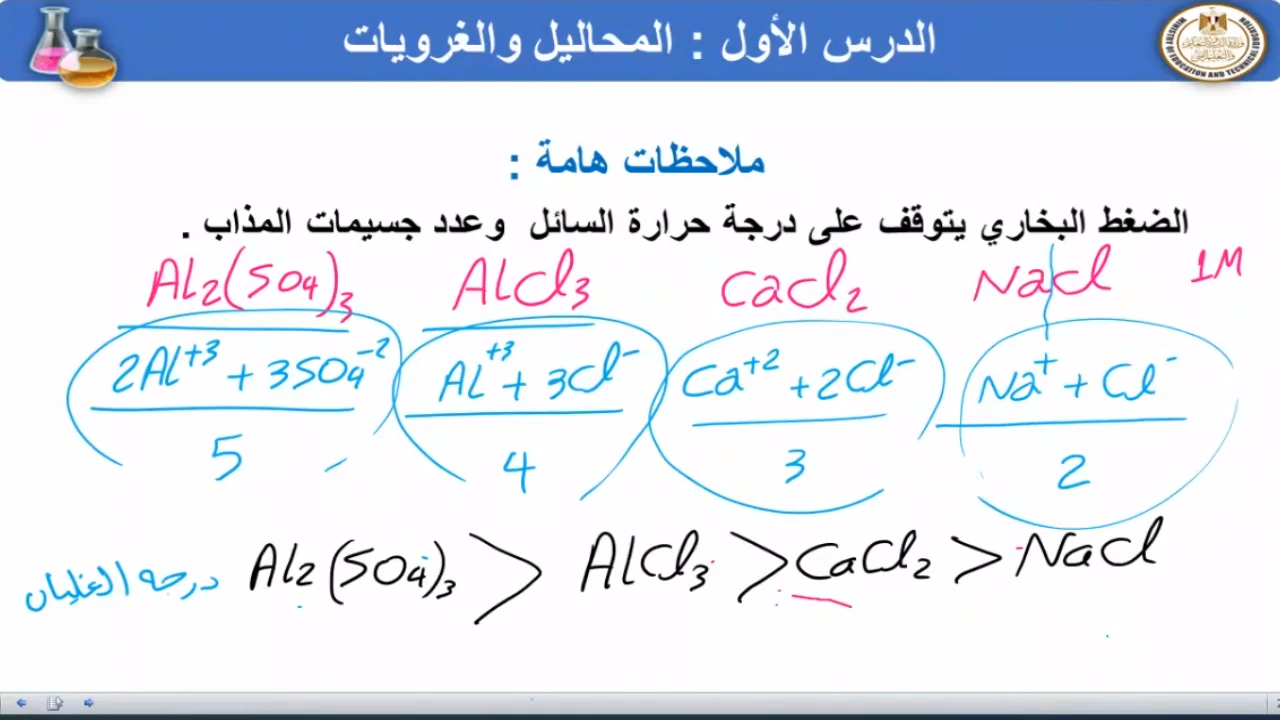 الدرس الأول : المحاليل والغرويات
ملاحظات هامة :
الضغط البخاري يتوقف على درجة حرارة السائل وعدد جسيمات المذاب .
Al2(SO4)3 AlCl3 CaCl2 NaCl 1M
2Al+3 + 3SO4-2 Al+3 + 3Cl- Ca+2 + 2Cl- Na+ + Cl-
5 4 3 2
درجه الغليان Al2(SO4)3 > AlCl3 > CaCl2 > NaCl